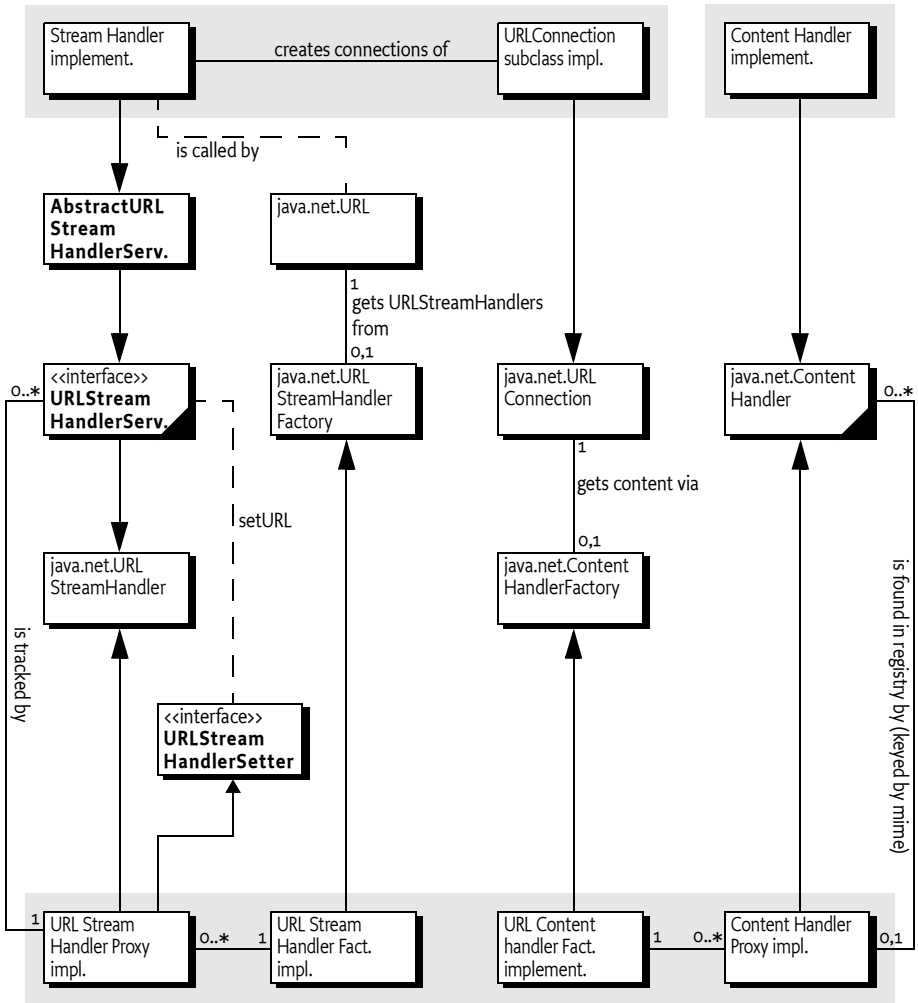 Stream Handler
implement.
creates connections of
URLConnection
subclass impl.
Content Handler
implement.
is called by
AbstractURL
Stream
HandlerServ.
java.net.URL
1
gets URLStreamHandlers
from
0,1
0..*
<<interface>>
URLStream
HandlerServ.
java.net.URL
StreamHandler
Factory
java.net.URL
Connection
java.net.Content
Handler
0..*
1
gets content via
0,1
setURL
java.net.URL
StreamHandler
java.net.Content
HandlerFactory
is tracked by
is found in registry by (keyed by mime)
<<interface>>
URLStream
HandlerSetter
1
URL Stream
Handler Proxy
impl.
0..*
1
URL Stream
Handler Fact.
impl.
URL Content
handler Fact.
implement.
1
0..*
Content Handler
Proxy impl.
0,1